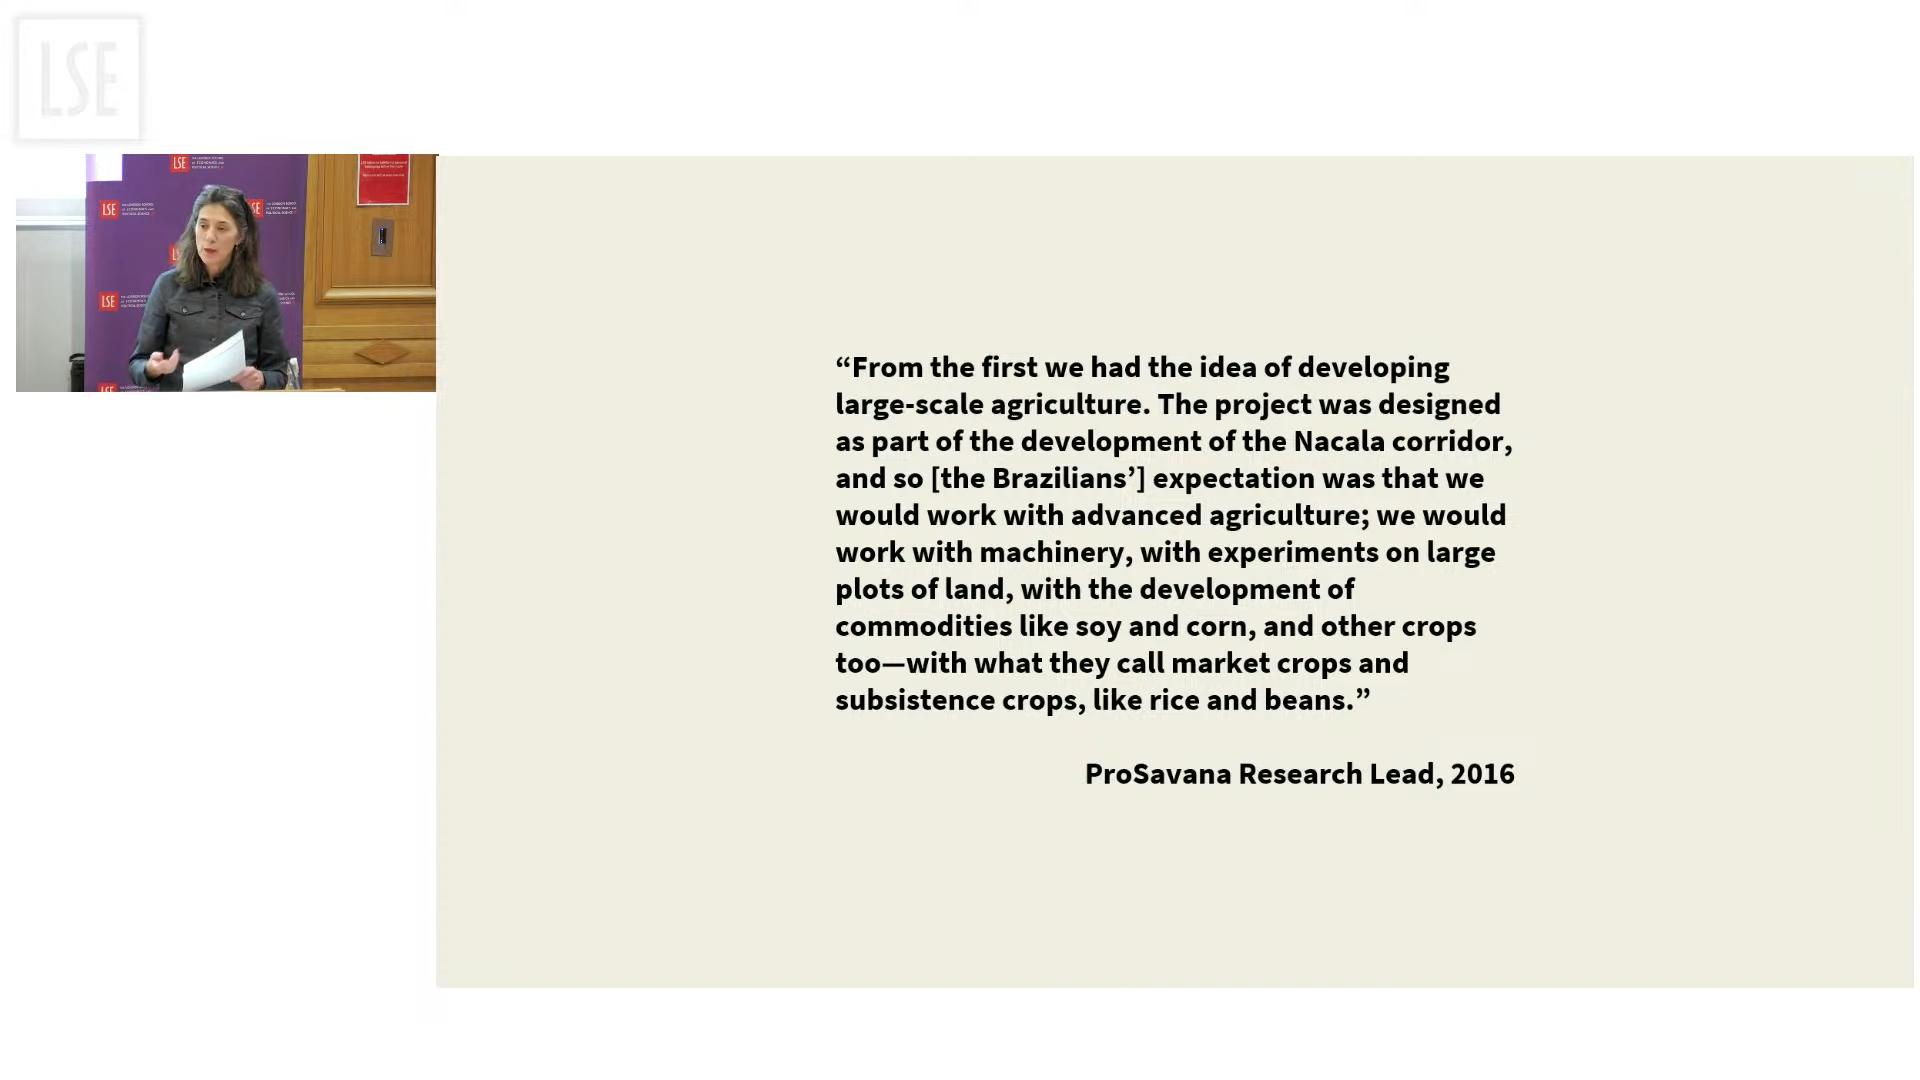 LSE
LSE
LSE
LSE
“From the first we had the idea of developing
large-scale agriculture. The project was designed
as part of the development of the Nacala corridor,
and so [the Brazilians’] expectation was that we
would work with advanced agriculture; we would
work with machinery, with experiments on large
plots of land, with the development of
commodities like soy and corn, and other crops
too—with what they call market crops and
subsistence crops, like rice and beans.”
ProSavana Research Lead, 2016